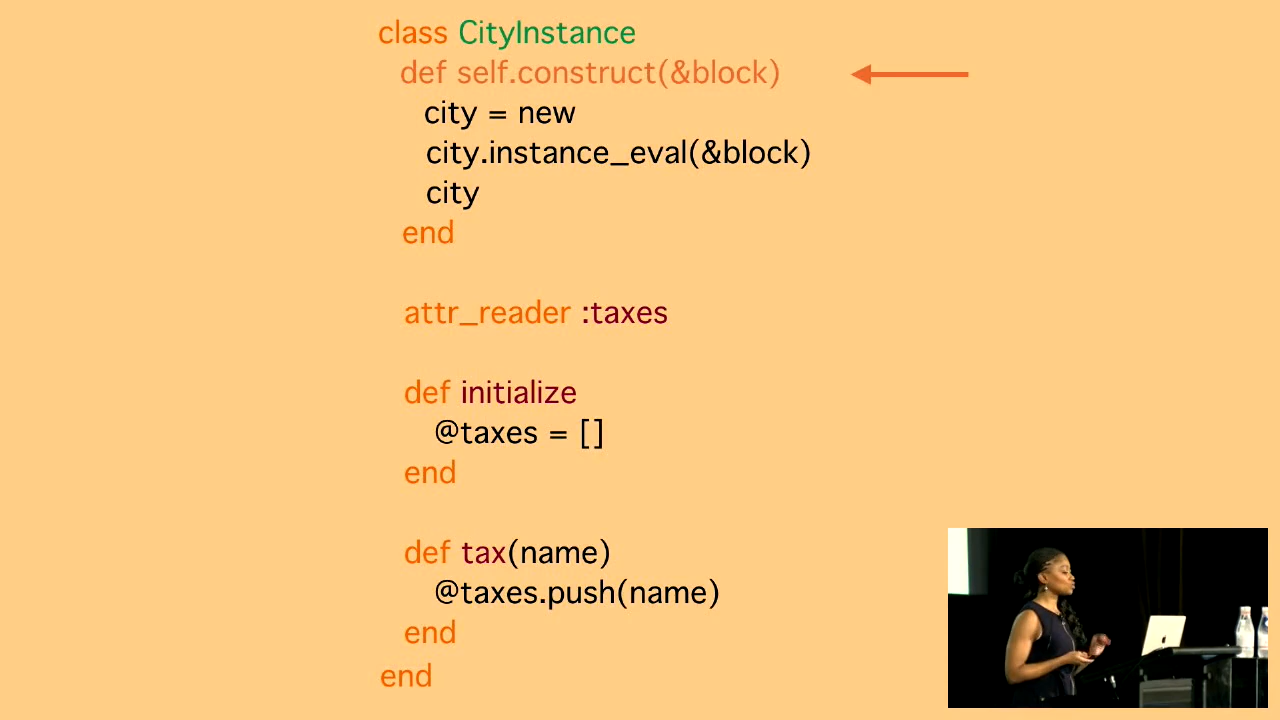 class CityInstance
def self.construct(&block)
city = new
city.instance_eval(&block)
city
end
attr_reader :taxes
def initialize
@taxes = []
end
def tax(name)
@taxes.push(name)
end
end